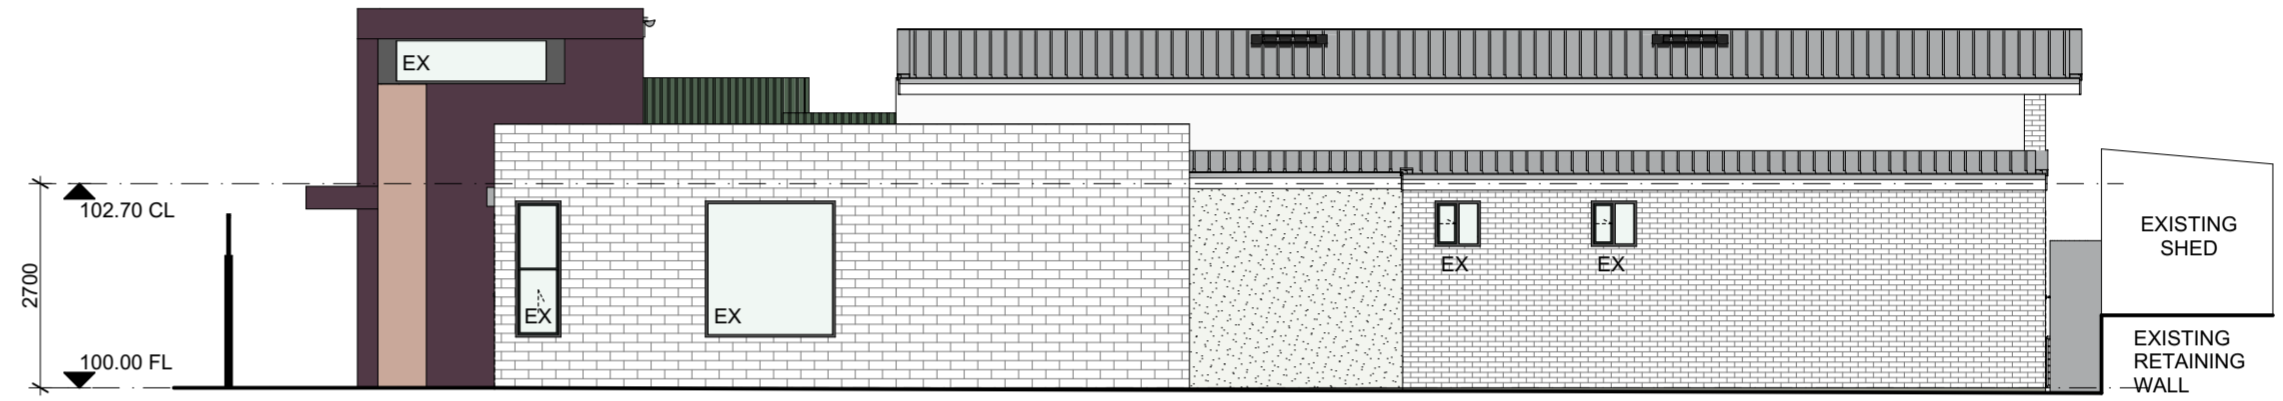 EX
102.70 CL
2700
100.00 FL
EX
EX
EX
EX
EXISTING
SHED
EXISTING
RETAINING
WALL